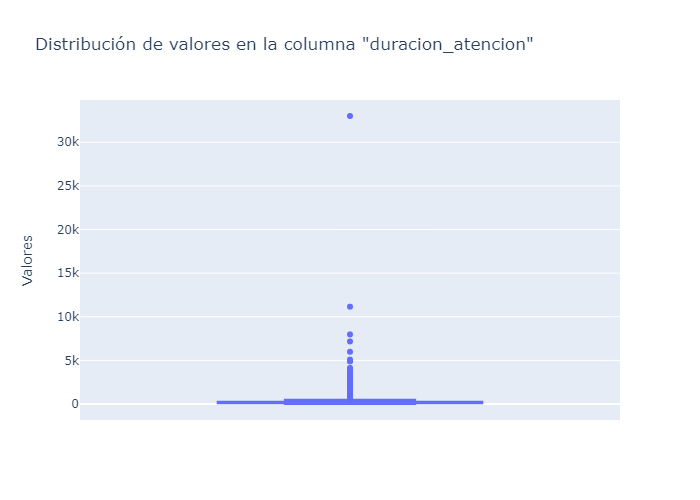 Distribución de valores en la columna "duracion_atencion"
30k
25k
20k
15k
10k
5k
0
Valores